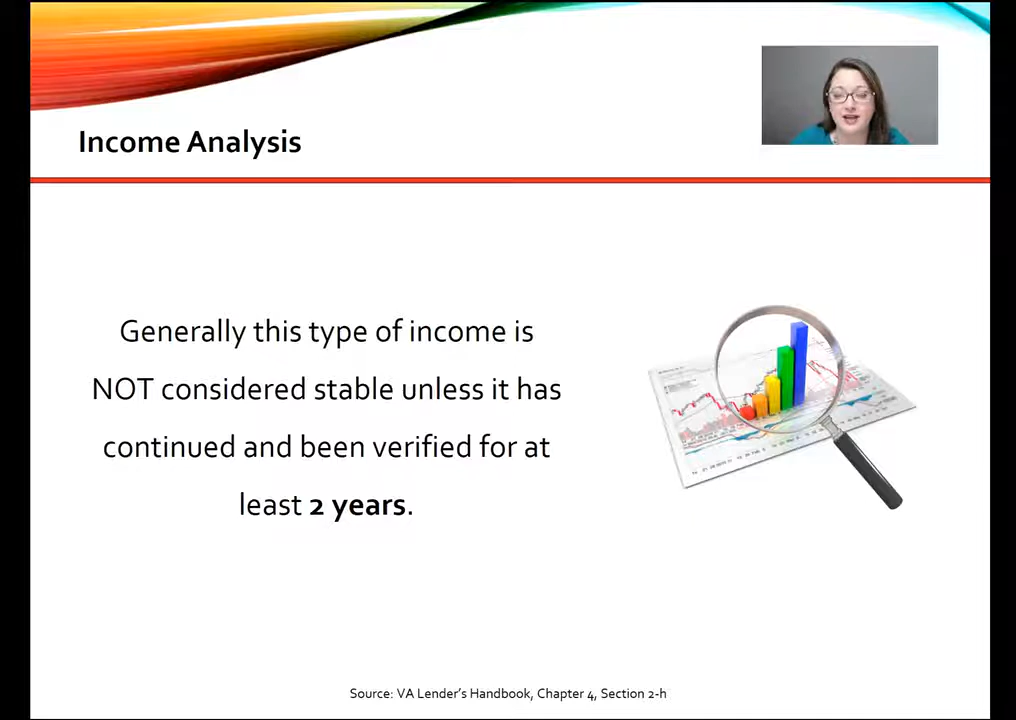 Income Analysis
Generally this type of income is
NOT considered stable unless it has
continued and been verified for at
least 2 years.
Source: VA Lender's Handbook, Chapter 4, Section 2-h